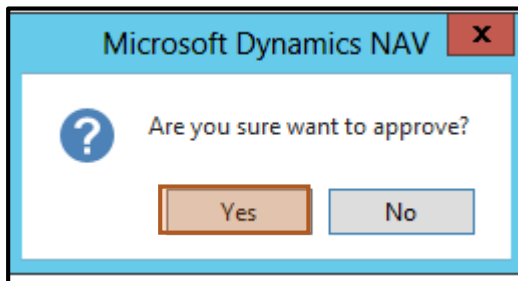 Microsoft Dynamics NAV
x
?
Are you sure want to approve?
Yes
No